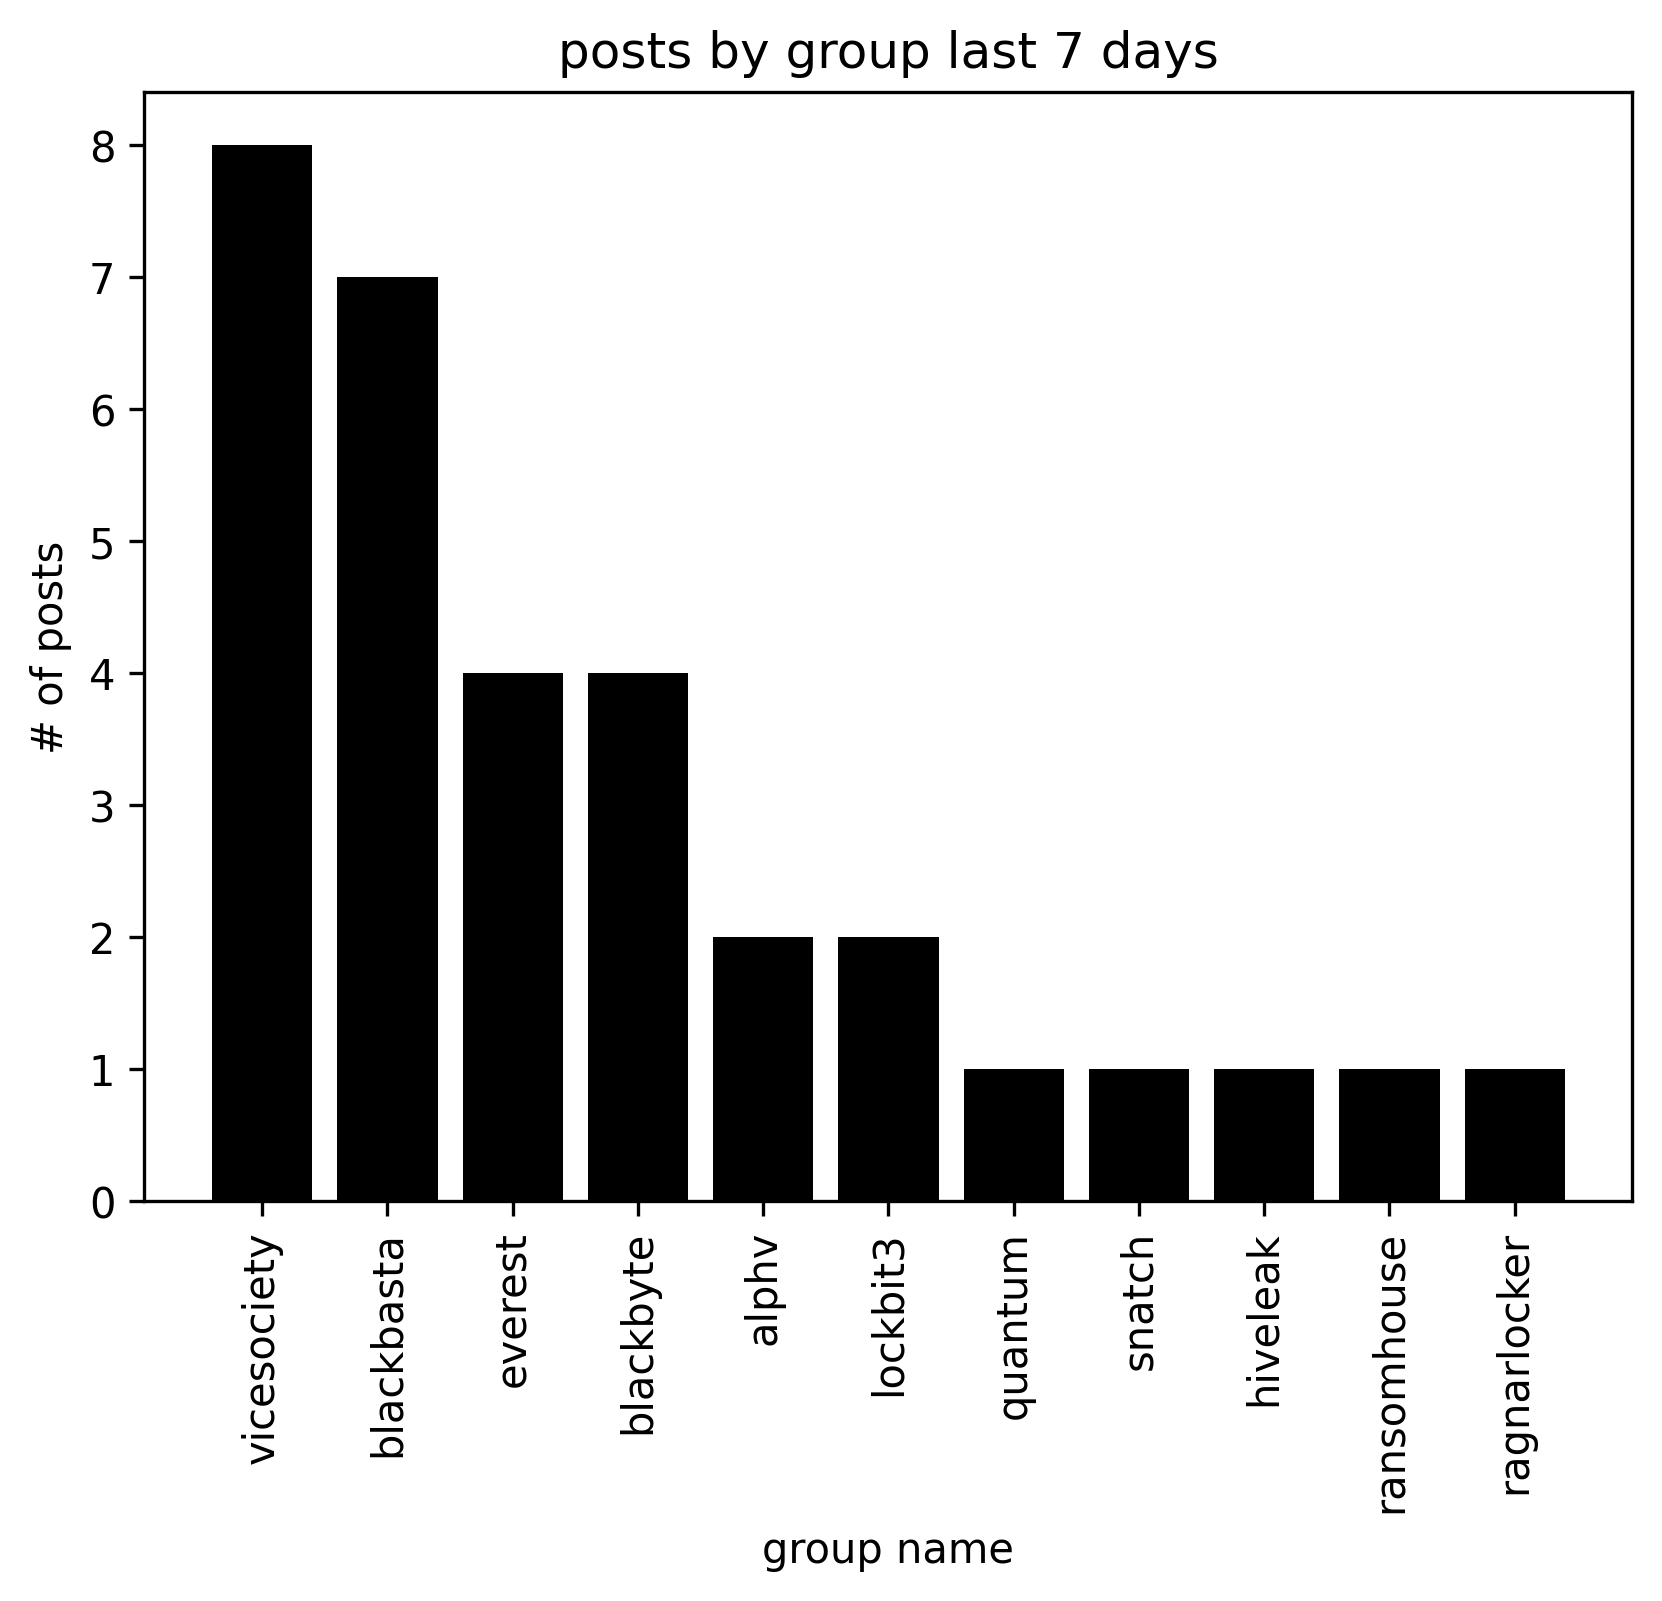 posts by group last 7 days
8
7
6
5
4
3
2
1
0
# of posts
vicesociety
blackbasta
everest
blackbyte
alphv
lockbit3
quantum
snatch
hiveleak
ransomhouse
ragnarlocker
group name